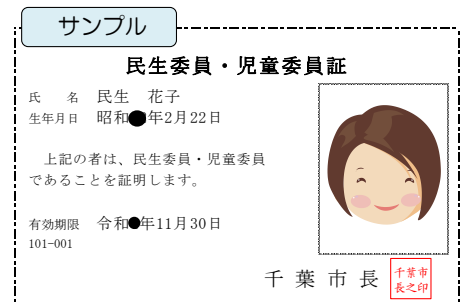 サンプル
民生委員・児童委員証
氏　名　民生　花子
生年月日　昭和●年2月22日
上記の者は、民生委員・児童委員
であることを証明します。
有効期限　令和●年11月30日
101-001
千葉市長
千葉市
長之印